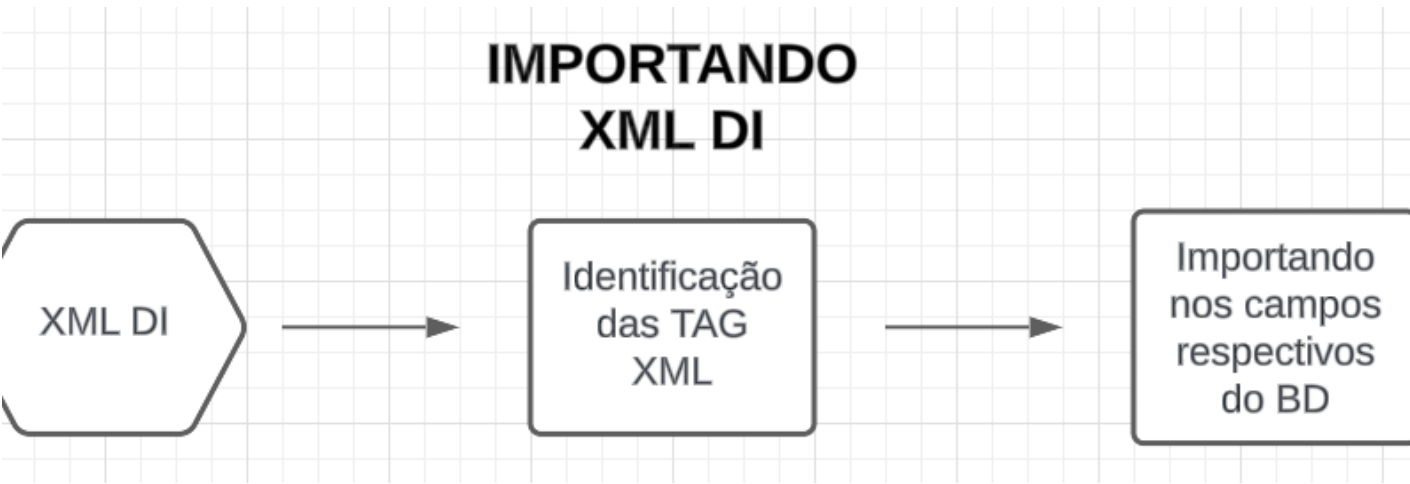 IMPORTANDO
XML DI
XML DI
Identificação
das TAG
XML
Importando
nos campos
respectivos
do BD